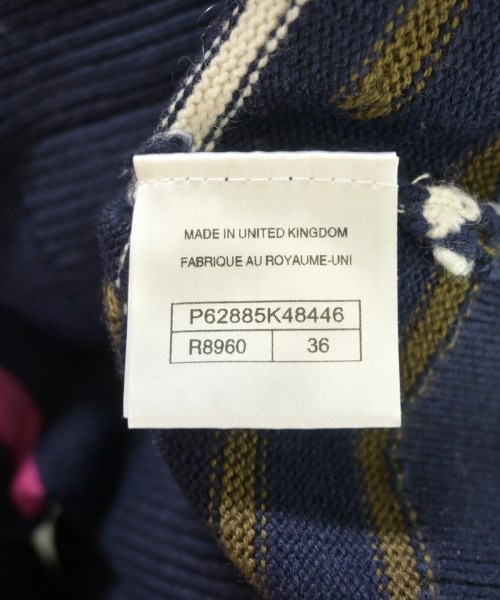 MADE IN UNITED KINGDOM
FABRIQUE AU ROYAUME-UNI
P62885K48446
R8960 36